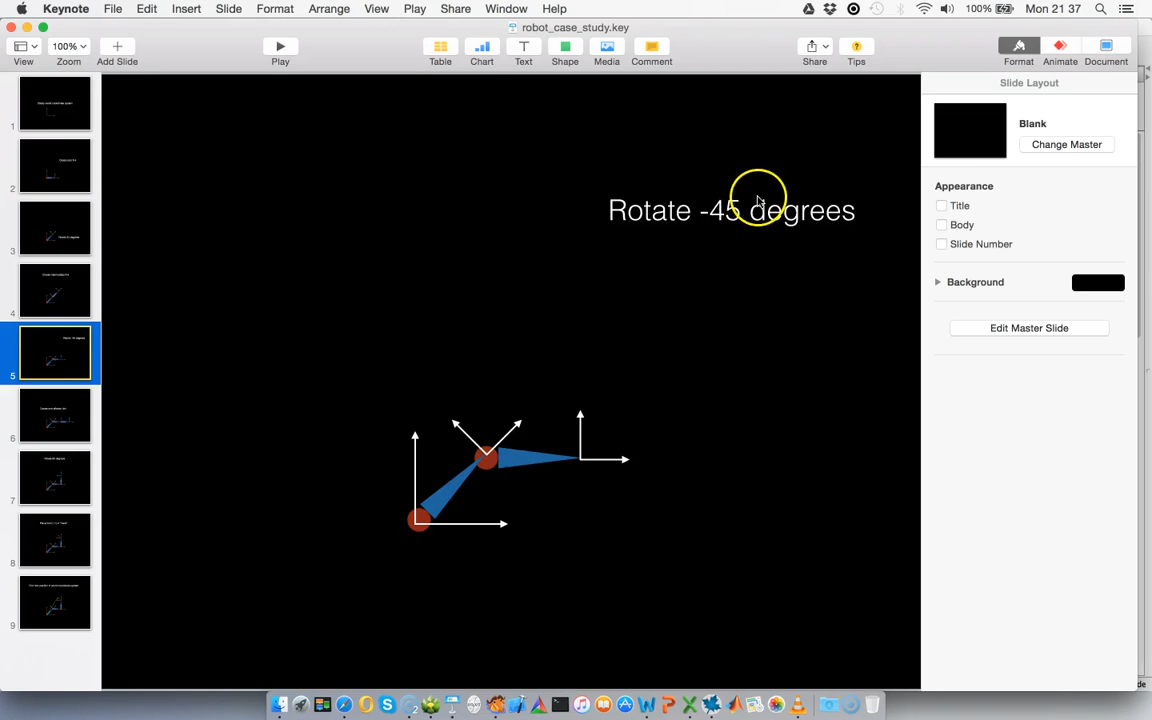 Keynote File Edit Insert Slide Format Arrange View Play Share Window Help 100% Mon 21 37
robot_case_study.key
100%
View Zoom Add Slide Play Table Chart Text Shape Media Comment Share Tips Format Animate Document
Slide Layout
Blank
Change Master
Appearance
Title
Body
Slide Number
Background
Edit Master Slide
Rotate -45 degrees
1
2
3
4
5
6
7
8
9